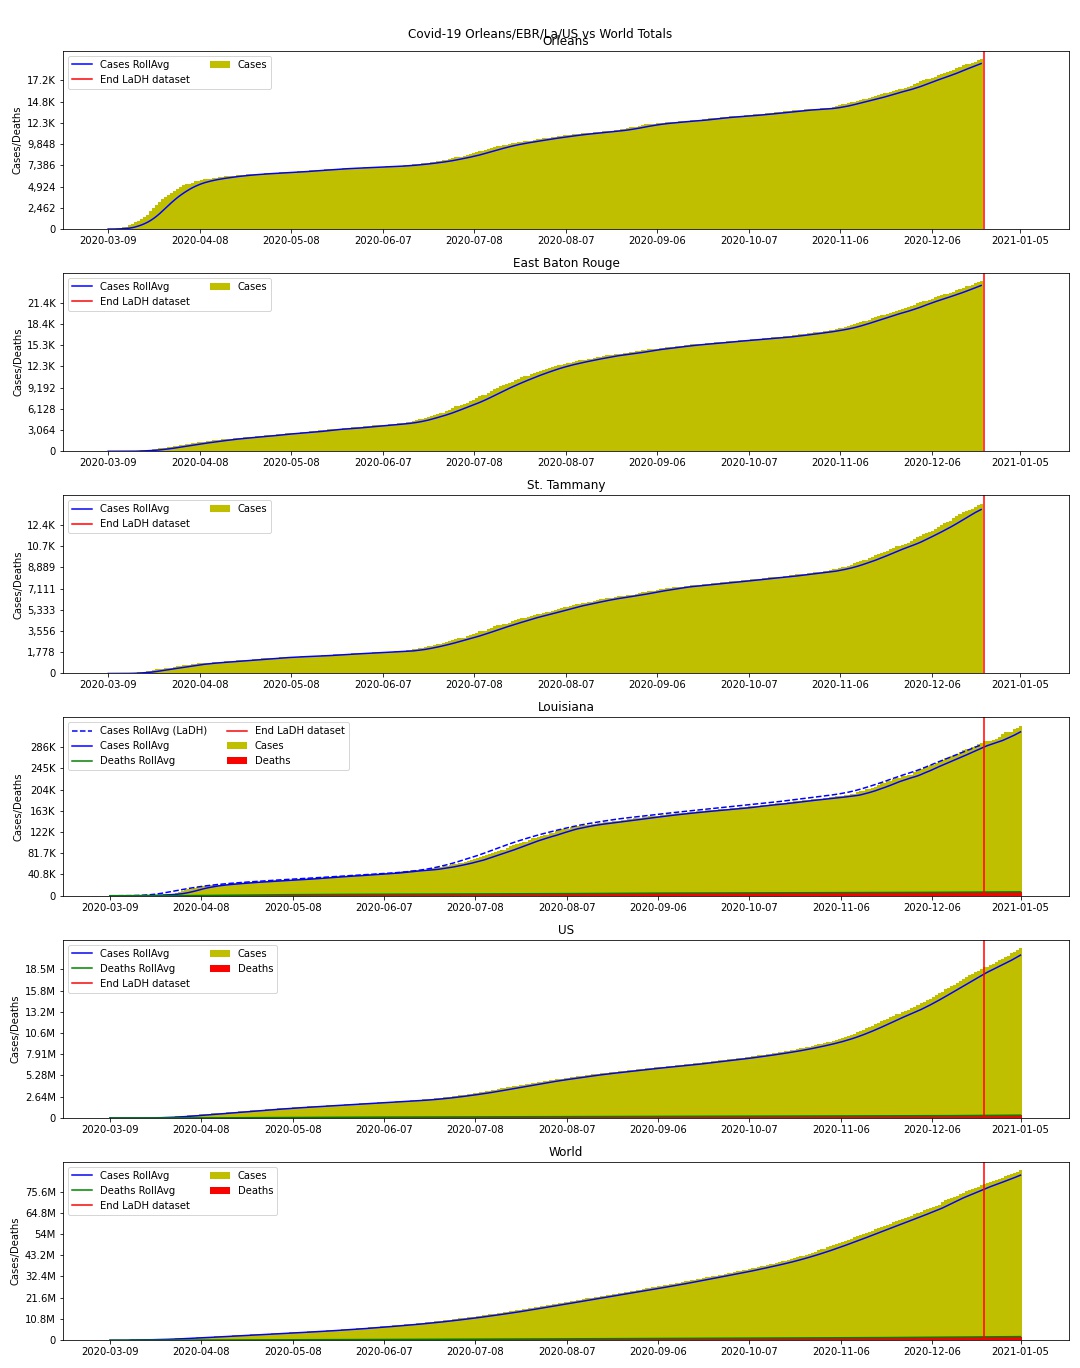 Covid-19 Orleans/EBR/La/US vs World Totals
Orleans
Cases RollAvg Cases
End LaDH dataset
Cases/Deaths
17.2K
14.8K
12.3K
9,848
7,386
4,924
2,462
0
2020-03-09 2020-04-08 2020-05-08 2020-06-07 2020-07-08 2020-08-07 2020-09-06 2020-10-07 2020-11-06 2020-12-06 2021-01-05
East Baton Rouge
Cases RollAvg Cases
End LaDH dataset
Cases/Deaths
21.4K
18.4K
15.3K
12.3K
9,192
6,128
3,064
0
2020-03-09 2020-04-08 2020-05-08 2020-06-07 2020-07-08 2020-08-07 2020-09-06 2020-10-07 2020-11-06 2020-12-06 2021-01-05
St. Tammany
Cases RollAvg Cases
End LaDH dataset
Cases/Deaths
12.4K
10.7K
8,889
7,111
5,333
3,556
1,778
0
2020-03-09 2020-04-08 2020-05-08 2020-06-07 2020-07-08 2020-08-07 2020-09-06 2020-10-07 2020-11-06 2020-12-06 2021-01-05
Louisiana
Cases RollAvg (LaDH) End LaDH dataset
Cases RollAvg Cases
Deaths RollAvg Deaths
Cases/Deaths
286K
245K
204K
163K
122K
81.7K
40.8K
0
2020-03-09 2020-04-08 2020-05-08 2020-06-07 2020-07-08 2020-08-07 2020-09-06 2020-10-07 2020-11-06 2020-12-06 2021-01-05
US
Cases RollAvg Cases
Deaths RollAvg Deaths
End LaDH dataset
Cases/Deaths
18.5M
15.8M
13.2M
10.6M
7.91M
5.28M
2.64M
0
2020-03-09 2020-04-08 2020-05-08 2020-06-07 2020-07-08 2020-08-07 2020-09-06 2020-10-07 2020-11-06 2020-12-06 2021-01-05
World
Cases RollAvg Cases
Deaths RollAvg Deaths
End LaDH dataset
Cases/Deaths
75.6M
64.8M
54M
43.2M
32.4M
21.6M
10.8M
0
2020-03-09 2020-04-08 2020-05-08 2020-06-07 2020-07-08 2020-08-07 2020-09-06 2020-10-07 2020-11-06 2020-12-06 2021-01-05